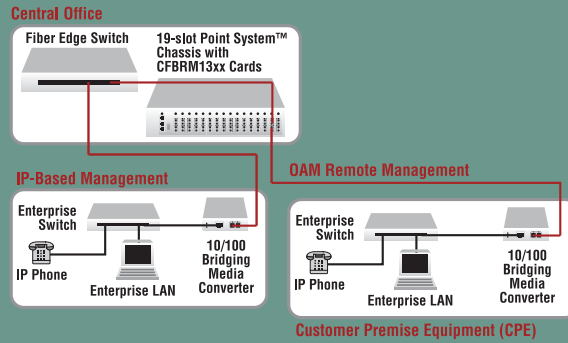 Central Office
Fiber Edge Switch
19-slot Point System™
Chassis with
CFBRM13xx Cards
IP-Based Management
Enterprise
Switch
IP Phone
Enterprise LAN
10/100
Bridging
Media
Converter
OAM Remote Management
Enterprise
Switch
IP Phone
Enterprise LAN
10/100
Bridging
Media
Converter
Customer Premise Equipment (CPE)